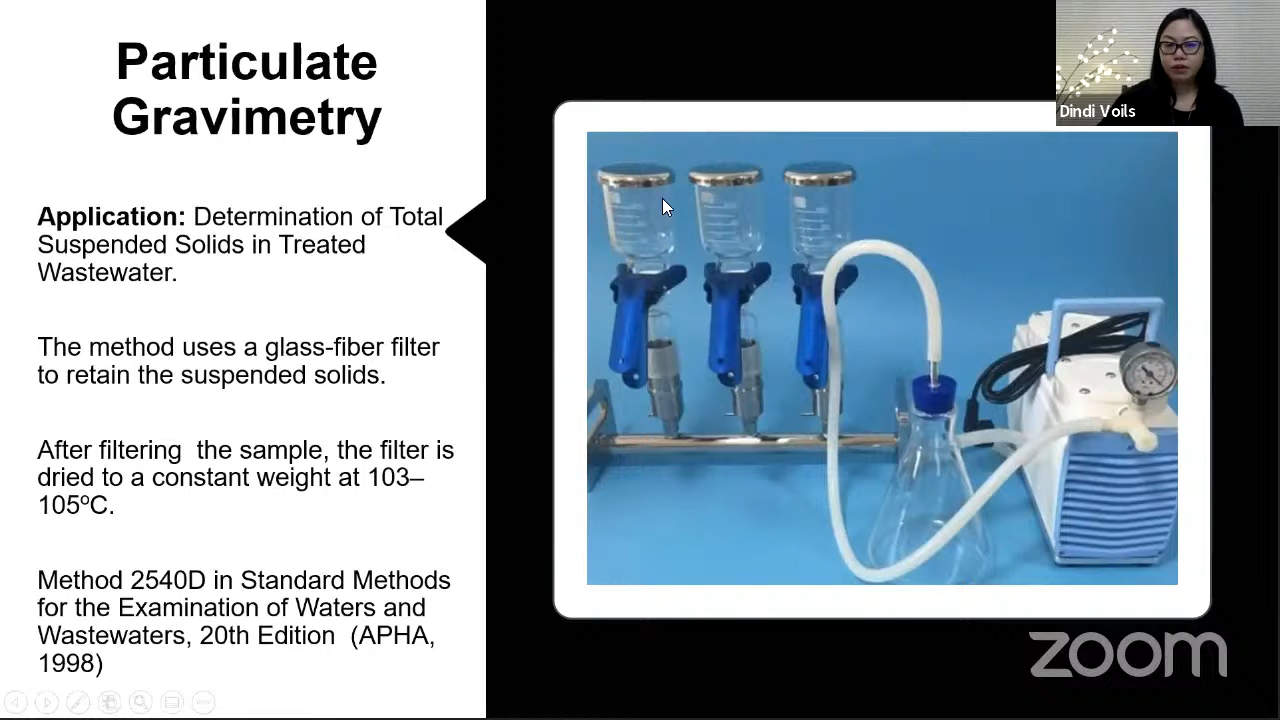 Particulate
Gravimetry
Application: Determination of Total
Suspended Solids in Treated
Wastewater.
The method uses a glass-fiber filter
to retain the suspended solids.
After filtering  the sample, the filter is
dried to a constant weight at 103–
105ºC.
Method 2540D in Standard Methods
for the Examination of Waters and
Wastewaters, 20th Edition  (APHA,
1998)
Dindi Voils
zoom